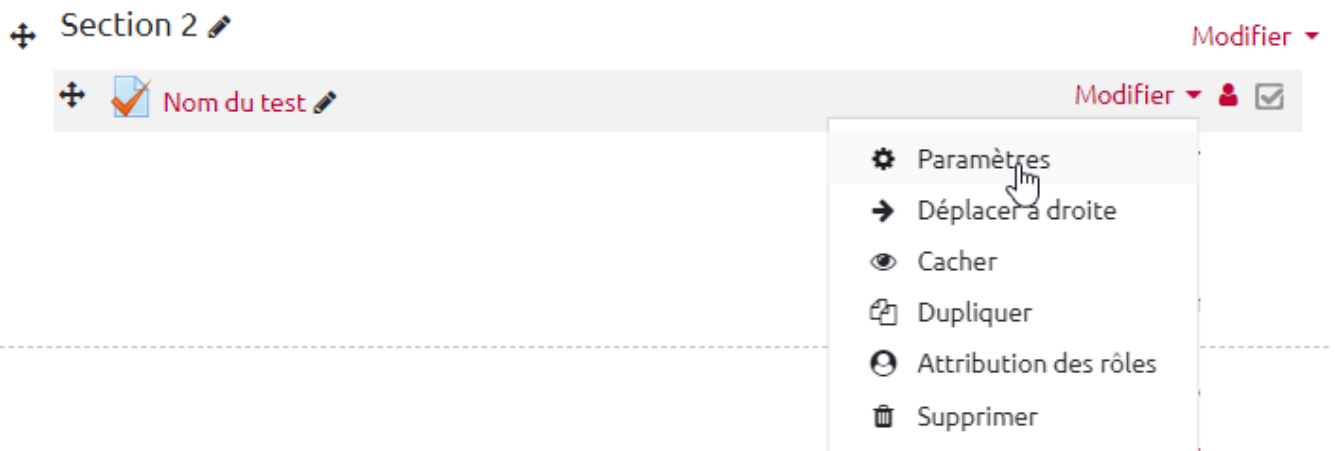 Section 2
Modifier
Nom du test
Modifier
Paramètres
Déplacer à droite
Cacher
Dupliquer
Attribution des rôles
Supprimer